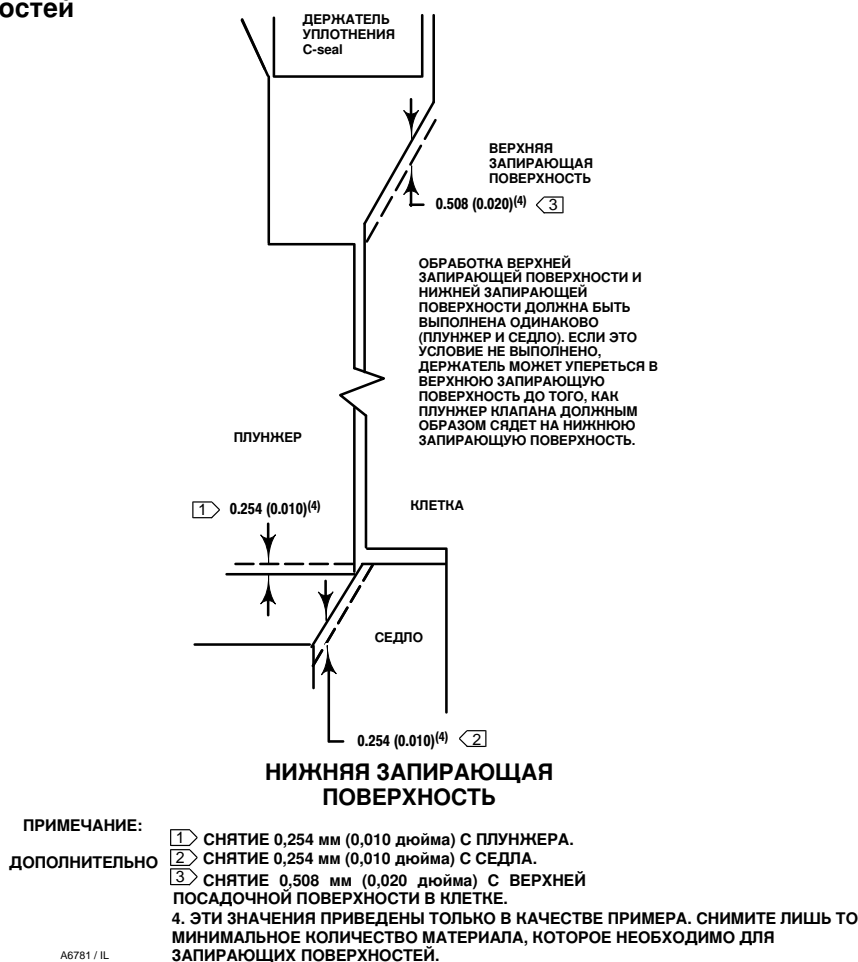 остей
ДЕРЖАТЕЛЬ
УПЛОТНЕНИЯ
C-seal
ВЕРХНЯЯ
ЗАПИРАЮЩАЯ
ПОВЕРХНОСТЬ
0.508 (0.020)(4) 3
ОБРАБОТКА ВЕРХНЕЙ
ЗАПИРАЮЩЕЙ ПОВЕРХНОСТИ И
НИЖНЕЙ ЗАПИРАЮЩЕЙ
ПОВЕРХНОСТИ ДОЛЖНА БЫТЬ
ВЫПОЛНЕНА ОДИНАКОВО
(ПЛУНЖЕР И СЕДЛО). ЕСЛИ ЭТО
УСЛОВИЕ НЕ ВЫПОЛНЕНО,
ДЕРЖАТЕЛЬ МОЖЕТ УПЕРЕТЬСЯ В
ВЕРХНЮЮ ЗАПИРАЮЩУЮ
ПОВЕРХНОСТЬ ДО ТОГО, КАК
ПЛУНЖЕР КЛАПАНА ДОЛЖНЫМ
ОБРАЗОМ СЯДЕТ НА НИЖНЮЮ
ЗАПИРАЮЩУЮ ПОВЕРХНОСТЬ.
ПЛУНЖЕР
1 0.254 (0.010)(4)
КЛЕТКА
СЕДЛО
0.254 (0.010)(4) 2
НИЖНЯЯ ЗАПИРАЮЩАЯ
ПОВЕРХНОСТЬ
ПРИМЕЧАНИЕ:
1 СНЯТИЕ 0,254 мм (0,010 дюйма) С ПЛУНЖЕРА.
ДОПОЛНИТЕЛЬНО 2 СНЯТИЕ 0,254 мм (0,010 дюйма) С СЕДЛА.
3 СНЯТИЕ 0,508 мм (0,020 дюйма) С ВЕРХНЕЙ
ПОСАДОЧНОЙ ПОВЕРХНОСТИ В КЛЕТКЕ.
4. ЭТИ ЗНАЧЕНИЯ ПРИВЕДЕНЫ ТОЛЬКО В КАЧЕСТВЕ ПРИМЕРА. СНИМИТЕ ЛИШЬ ТО
МИНИМАЛЬНОЕ КОЛИЧЕСТВО МАТЕРИАЛА, КОТОРОЕ НЕОБХОДИМО ДЛЯ
ЗАПИРАЮЩИХ ПОВЕРХНОСТЕЙ.
A6781 / IL